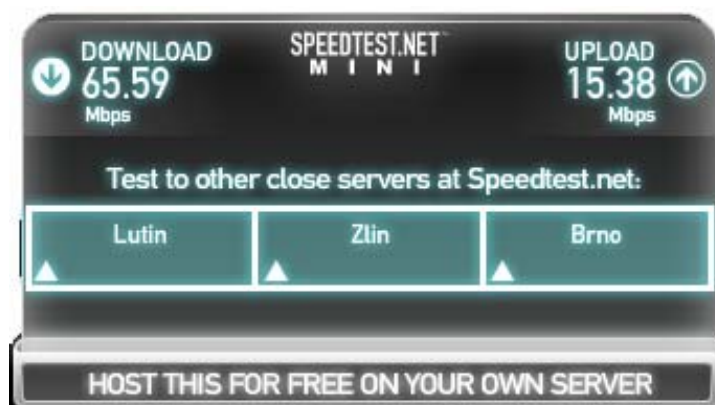 DOWNLOAD
65.59
Mbps
SPEEDTEST.NET
MINI
UPLOAD
15.38
Mbps
Test to other close servers at Speedtest.net:
Lutin
Zlin
Brno
HOST THIS FOR FREE ON YOUR OWN SERVER